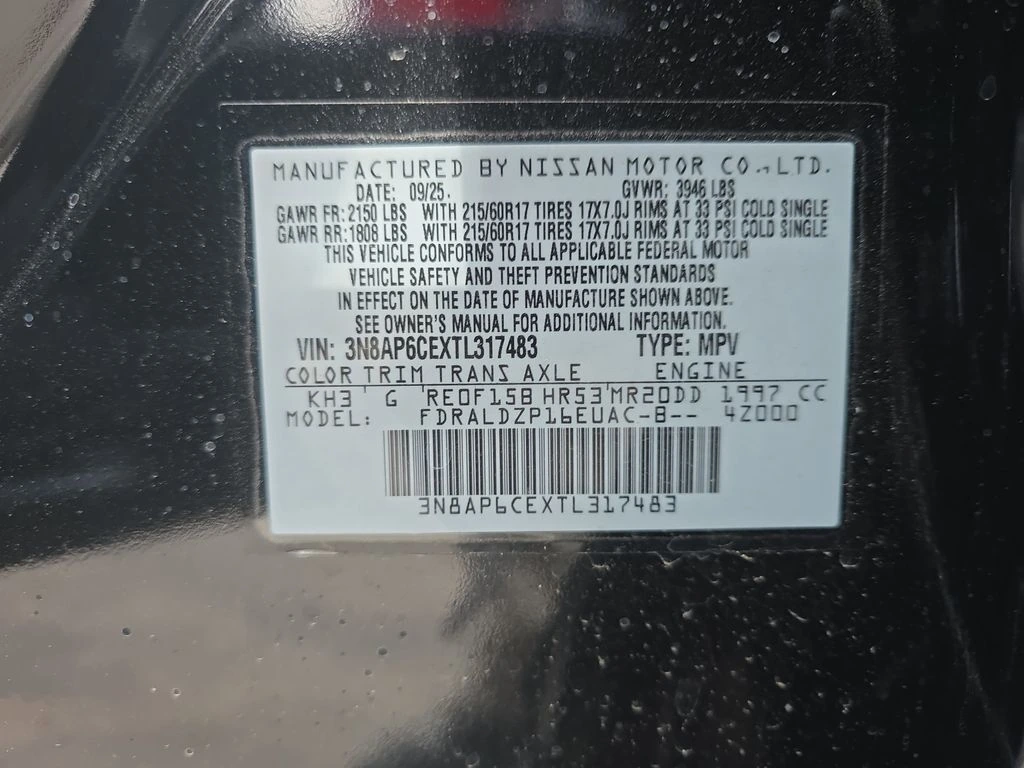 MANUFACTURED BY NISSAN MOTOR CO., LTD.
DATE: 09/25. GVWR: 3946 LBS
GAWR FR: 2150 LBS WITH 215/60R17 TIRES 17X7.0J RIMS AT 33 PSI COLD SINGLE
GAWR RR: 1808 LBS WITH 215/60R17 TIRES 17X7.0J RIMS AT 33 PSI COLD SINGLE
THIS VEHICLE CONFORMS TO ALL APPLICABLE FEDERAL MOTOR
VEHICLE SAFETY AND THEFT PREVENTION STANDARDS
IN EFFECT ON THE DATE OF MANUFACTURE SHOWN ABOVE.
SEE OWNER'S MANUAL FOR ADDITIONAL INFORMATION.
VIN: 3N8AP6CEXTL317483 TYPE: MPV
COLOR TRIM TRANS AXLE ENGINE
KH3 G RE0F15B HR53 MR20DD 1997 CC
MODEL: FDRALDZP16EUAC-B-- 4Z000
3N8AP6CEXTL317483